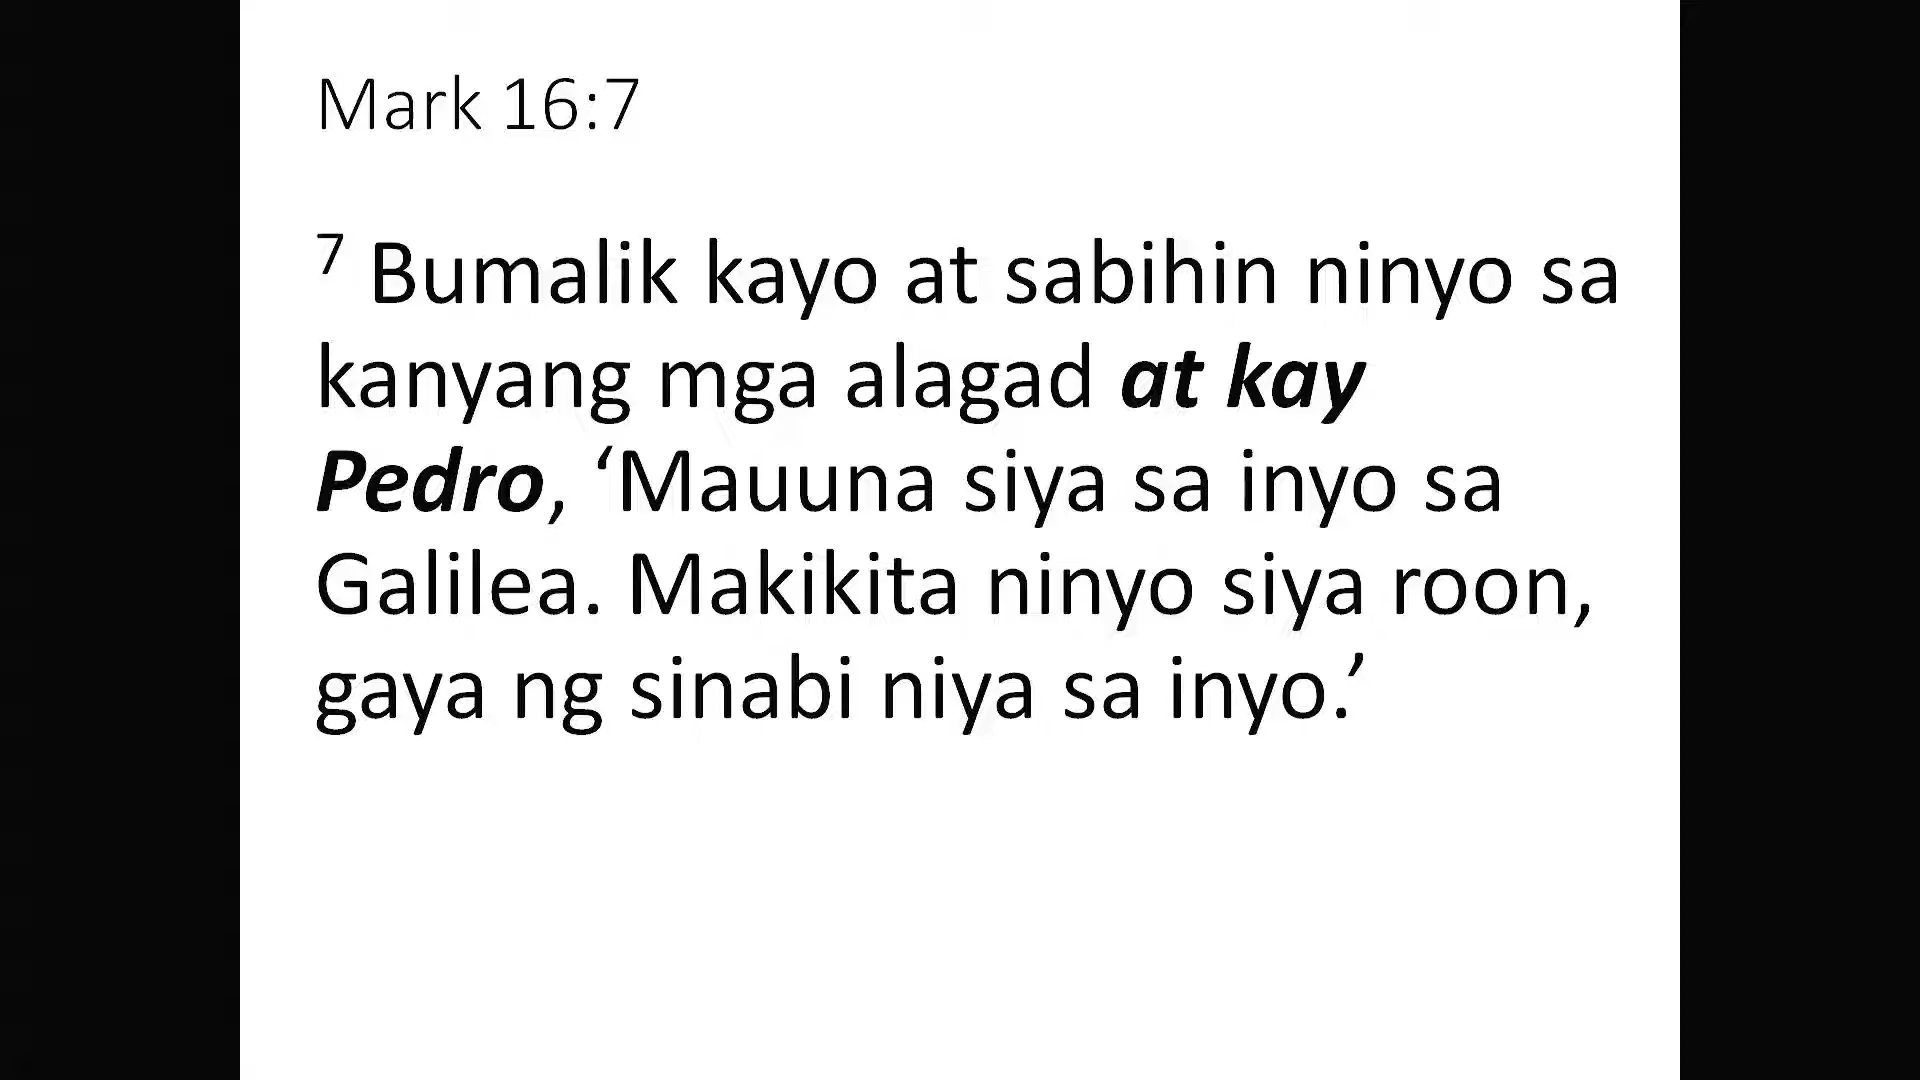 Mark 16:7
7 Bumalik kayo at sabihin ninyo sa
kanyang mga alagad at kay
Pedro, ‘Mauuna siya sa inyo sa
Galilea. Makikita ninyo siya roon,
gaya ng sinabi niya sa inyo.’